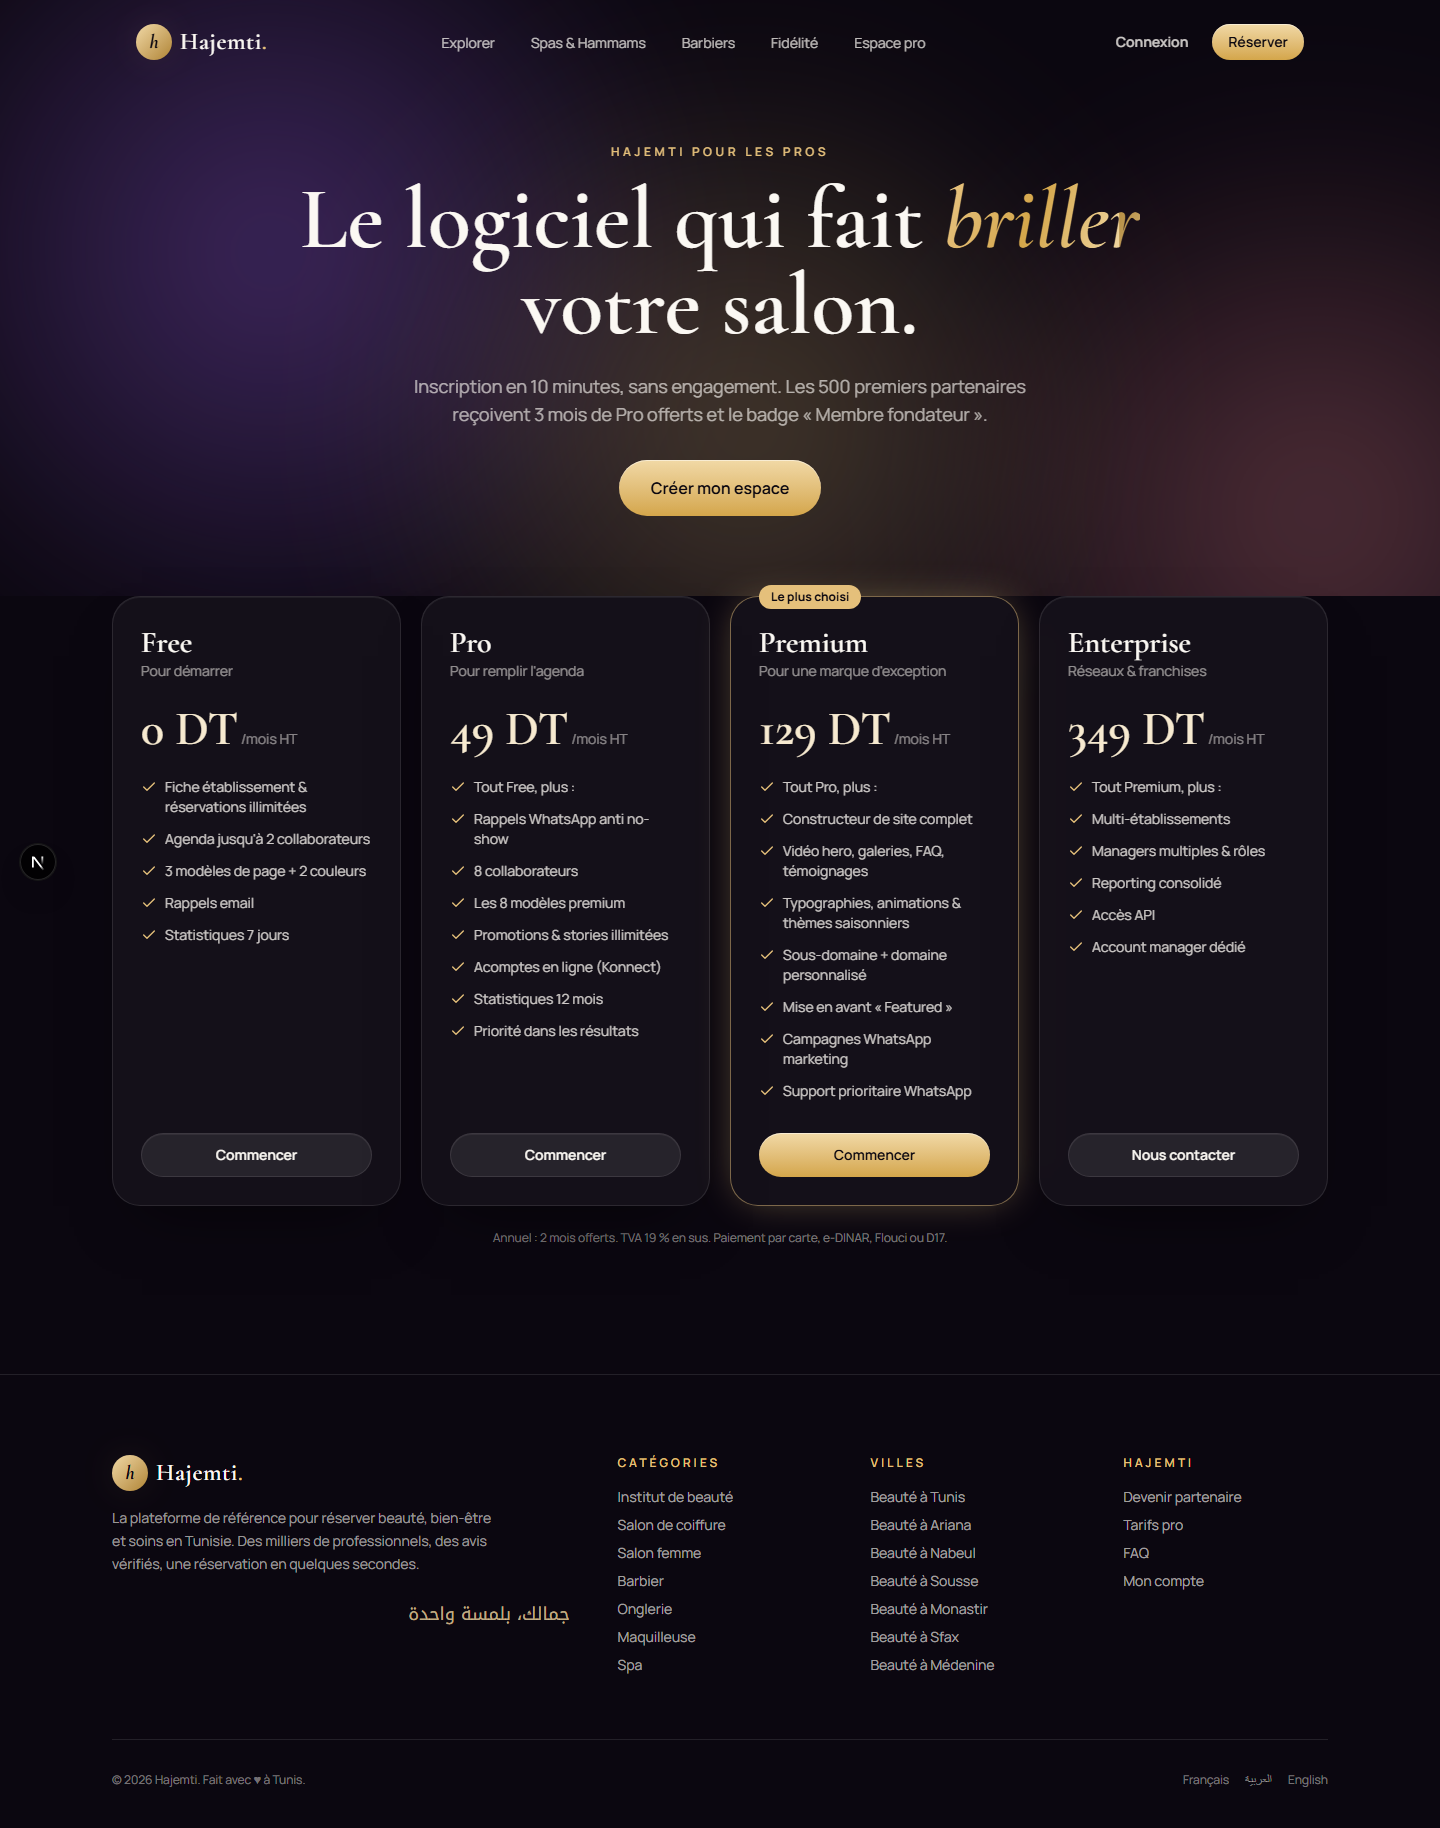 h Hajemti.
Explorer
Spas & Hammams
Barbiers
Fidélité
Espace pro
Connexion
Réserver
HAJEMTI POUR LES PROS
Le logiciel qui fait briller
votre salon.
Inscription en 10 minutes, sans engagement. Les 500 premiers partenaires
reçoivent 3 mois de Pro offerts et le badge « Membre fondateur ».
Créer mon espace
Free
Pour démarrer
0 DT /mois HT
Fiche établissement &
réservations illimitées
Agenda jusqu'à 2 collaborateurs
3 modèles de page + 2 couleurs
Rappels email
Statistiques 7 jours
Commencer
Pro
Pour remplir l'agenda
49 DT /mois HT
Tout Free, plus :
Rappels WhatsApp anti no-
show
8 collaborateurs
Les 8 modèles premium
Promotions & stories illimitées
Acomptes en ligne (Konnect)
Statistiques 12 mois
Priorité dans les résultats
Commencer
Le plus choisi
Premium
Pour une marque d'exception
129 DT /mois HT
Tout Pro, plus :
Constructeur de site complet
Vidéo hero, galeries, FAQ,
témoignages
Typographies, animations &
thèmes saisonniers
Sous-domaine + domaine
personnalisé
Mise en avant « Featured »
Campagnes WhatsApp
marketing
Support prioritaire WhatsApp
Commencer
Enterprise
Réseaux & franchises
349 DT /mois HT
Tout Premium, plus :
Multi-établissements
Managers multiples & rôles
Reporting consolidé
Accès API
Account manager dédié
Nous contacter
N
Annuel : 2 mois offerts. TVA 19 % en sus. Paiement par carte, e-DINAR, Flouci ou D17.
h Hajemti.
La plateforme de référence pour réserver beauté, bien-être
et soins en Tunisie. Des milliers de professionnels, des avis
vérifiés, une réservation en quelques secondes.
جمالك، بلمسة واحدة
CATÉGORIES
Institut de beauté
Salon de coiffure
Salon femme
Barbier
Onglerie
Maquilleuse
Spa
VILLES
Beauté à Tunis
Beauté à Ariana
Beauté à Nabeul
Beauté à Sousse
Beauté à Monastir
Beauté à Sfax
Beauté à Médenine
HAJEMTI
Devenir partenaire
Tarifs pro
FAQ
Mon compte
© 2026 Hajemti. Fait avec ♥ à Tunis.
Français
العربية
English